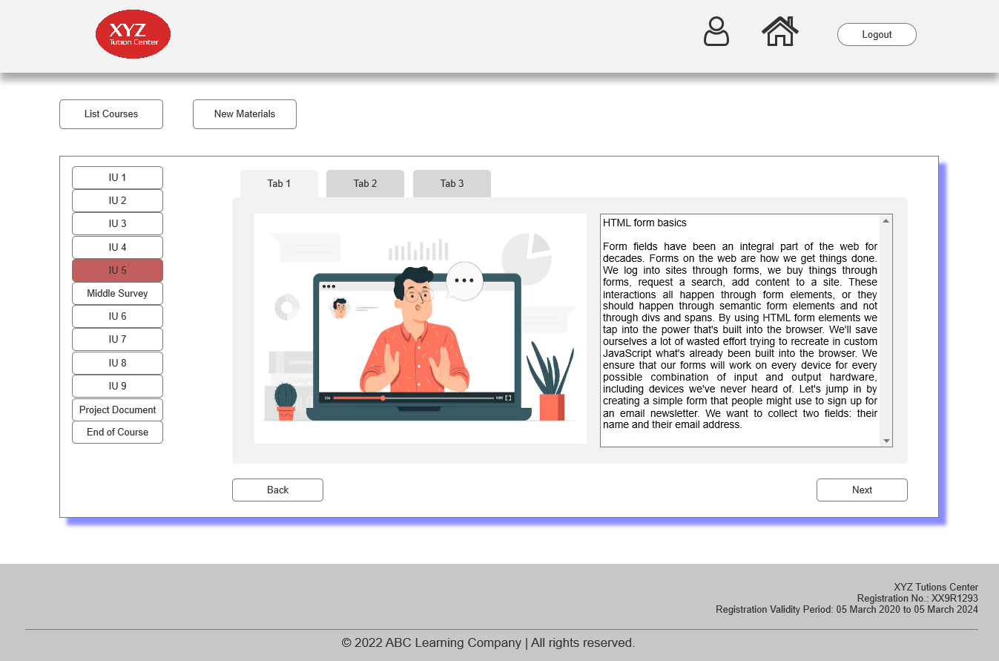 XYZ
Tution Center
Logout
List Courses
New Materials
IU 1
IU 2
IU 3
IU 4
IU 5
Middle Survey
IU 6
IU 7
IU 8
IU 9
Project Document
End of Course
Tab 1
Tab 2
Tab 3
HTML form basics
Form fields have been an integral part of the web for
decades. Forms on the web are how we get things done.
We log into sites through forms, we buy things through
forms, request a search, add content to a site. These
interactions all happen through form elements, or they
should happen through semantic form elements and not
through divs and spans. By using HTML form elements we
tap into the power that's built into the browser. We'll save
ourselves a lot of wasted effort trying to recreate in custom
JavaScript what's already been built into the browser. We
ensure that our forms will work on every device for every
possible combination of input and output hardware,
including devices we've never heard of. Let's jump in by
creating a simple form that people might use to sign up for
an email newsletter. We want to collect two fields: their
name and their email address.
Back
Next
XYZ Tutions Center
Registration No.: XX9R1293
Registration Validity Period: 05 March 2020 to 05 March 2024
© 2022 ABC Learning Company | All rights reserved.